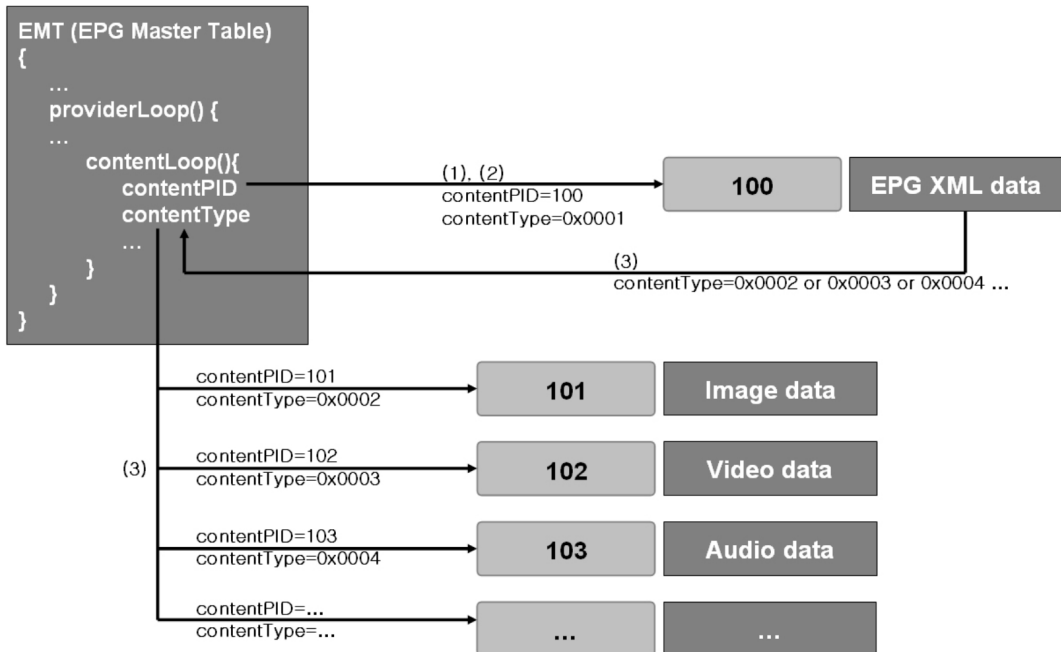 EMT (EPG Master Table)
{
...
providerLoop() {
...
contentLoop(){
contentPID
contentType
...
}
}
}
(1), (2)
contentPID=100
contentType=0x0001
100
EPG XML data
(3)
contentType=0x0002 or 0x0003 or 0x0004 ...
contentPID=101
contentType=0x0002
101
Image data
(3)
contentPID=102
contentType=0x0003
102
Video data
contentPID=103
contentType=0x0004
103
Audio data
contentPID=...
contentType=...
...
...